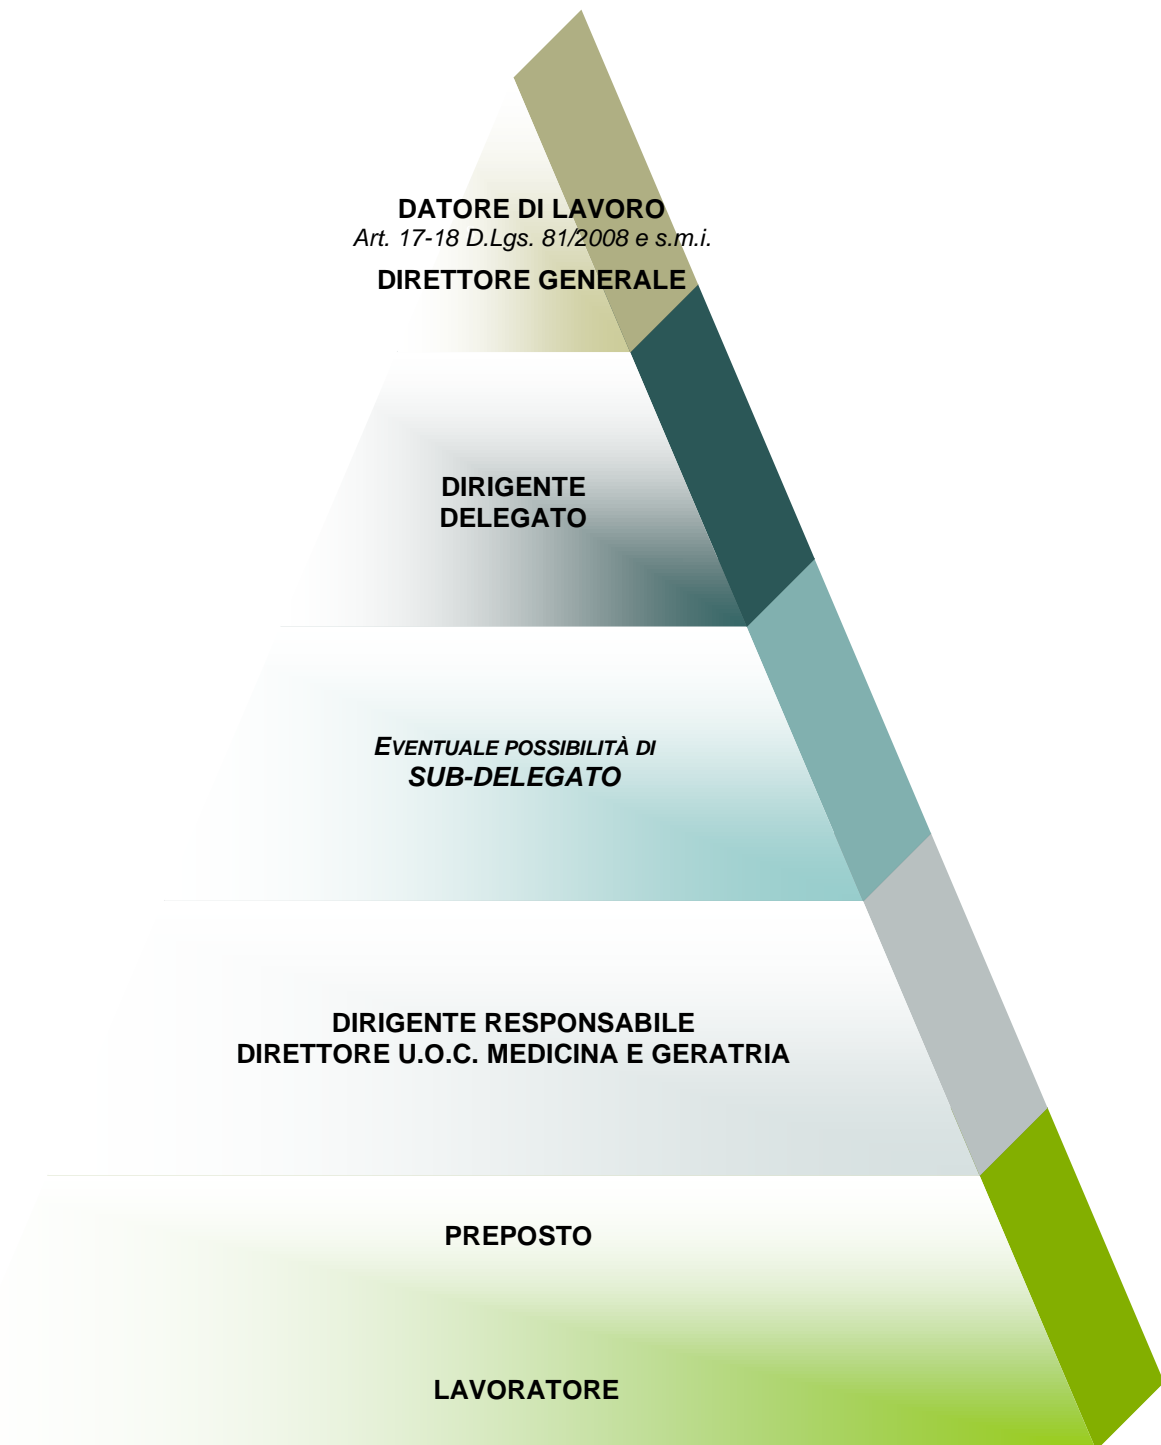 DATORE DI LAVORO
Art. 17-18 D.Lgs. 81/2008 e s.m.i.
DIRETTORE GENERALE
DIRIGENTE
DELEGATO
EVENTUALE POSSIBILITÀ DI
SUB-DELEGATO
DIRIGENTE RESPONSABILE
DIRETTORE U.O.C. MEDICINA E GERATRIA
PREPOSTO
LAVORATORE